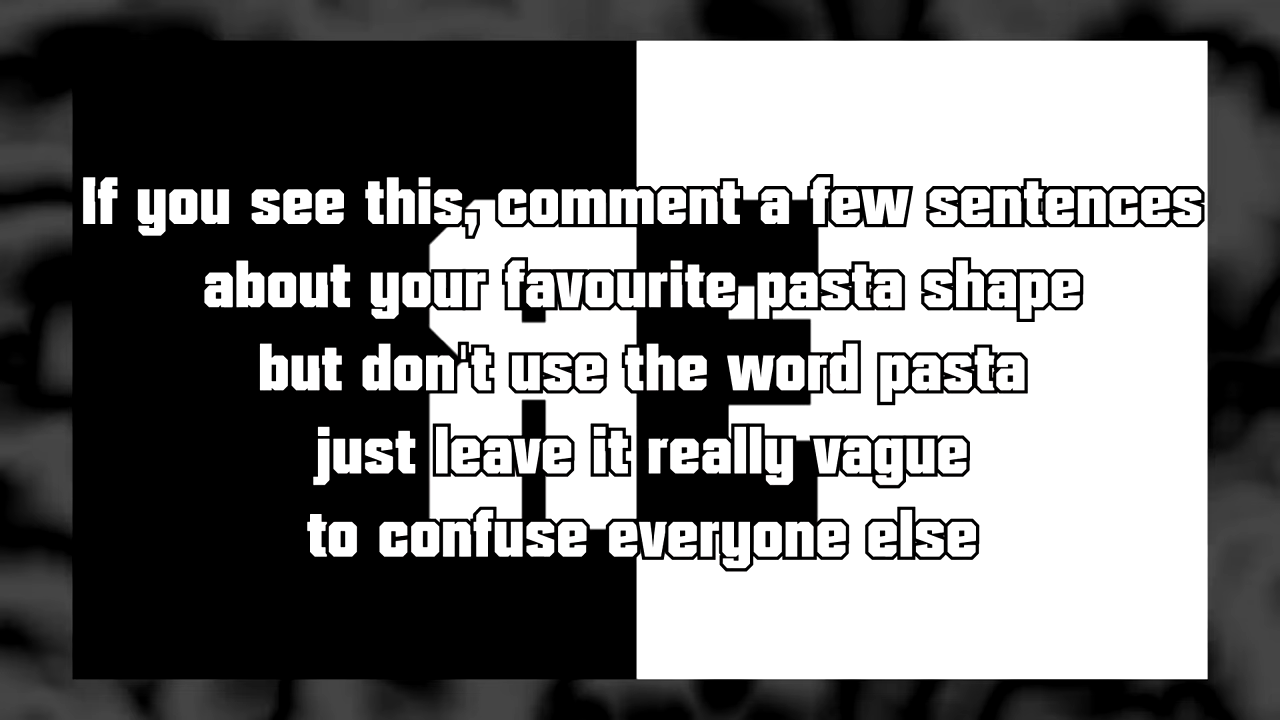 If you see this, comment a few sentences
about your favourite pasta shape
but don't use the word pasta
just leave it really vague
to confuse everyone else